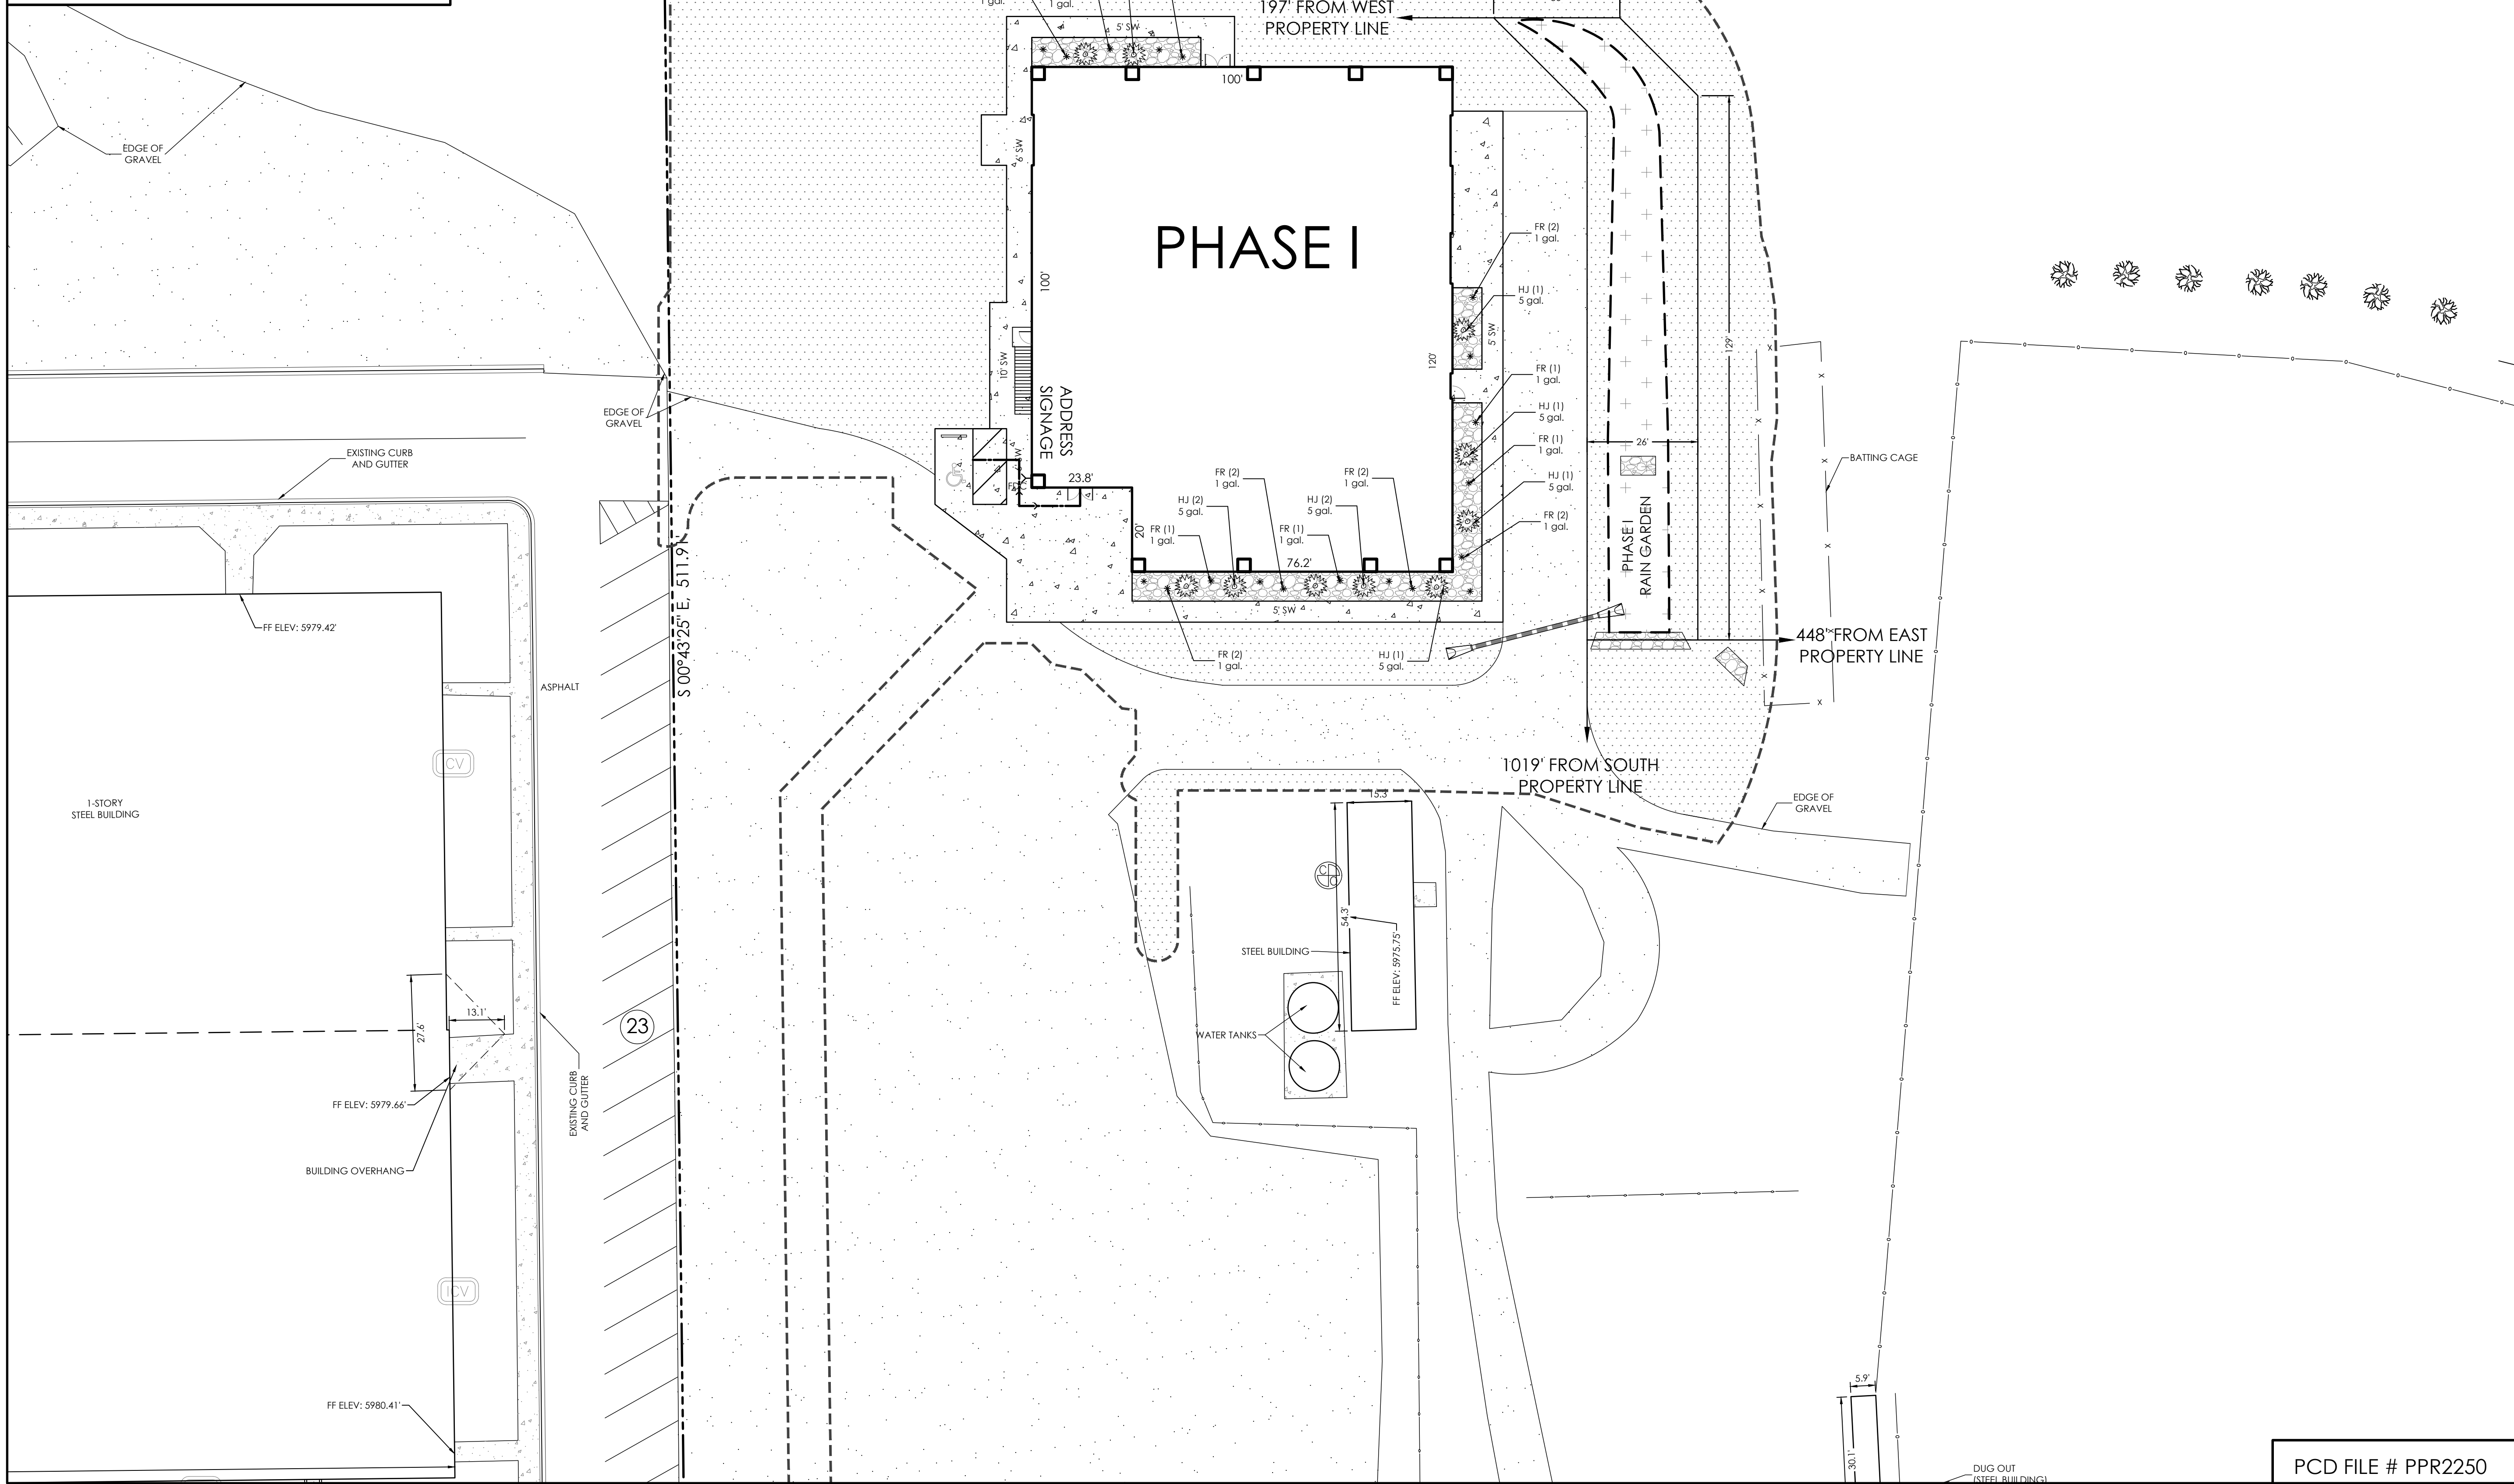 1 gal.
1 gal.
5' SW
197' FROM WEST
PROPERTY LINE
100'
EDGE OF
GRAVEL
6' SW
PHASE I
FR (2)
1 gal.
100'
HJ (1)
5 gal.
5' SW
129'
120'
10' SW
FR (1)
1 gal.
ADDRESS
SIGNAGE
EDGE OF
GRAVEL
HJ (1)
5 gal.
FR (1)
1 gal.
26'
EXISTING CURB
AND GUTTER
BATTING CAGE
23.8'
FR (2)
1 gal.
FR (2)
1 gal.
HJ (1)
5 gal.
HJ (2)
5 gal.
HJ (2)
5 gal.
FR (2)
1 gal.
20'
FR (1)
1 gal.
FR (1)
1 gal.
PHASE I
RAIN GARDEN
76.2'
S 00°43'25" E, 511.91'
5' SW
FF ELEV: 5979.42'
448' FROM EAST
PROPERTY LINE
FR (2)
1 gal.
HJ (1)
5 gal.
ASPHALT
ICV
1019' FROM SOUTH
PROPERTY LINE
15.3'
1-STORY
STEEL BUILDING
EDGE OF
GRAVEL
54.3'
STEEL BUILDING
FF ELEV: 5975.75'
13.1'
27.6'
23
WATER TANKS
FF ELEV: 5979.66'
EXISTING CURB
AND GUTTER
BUILDING OVERHANG
ICV
5.9'
FF ELEV: 5980.41'
30.1'
DUG OUT
(STEEL BUILDING)
PCD FILE # PPR2250